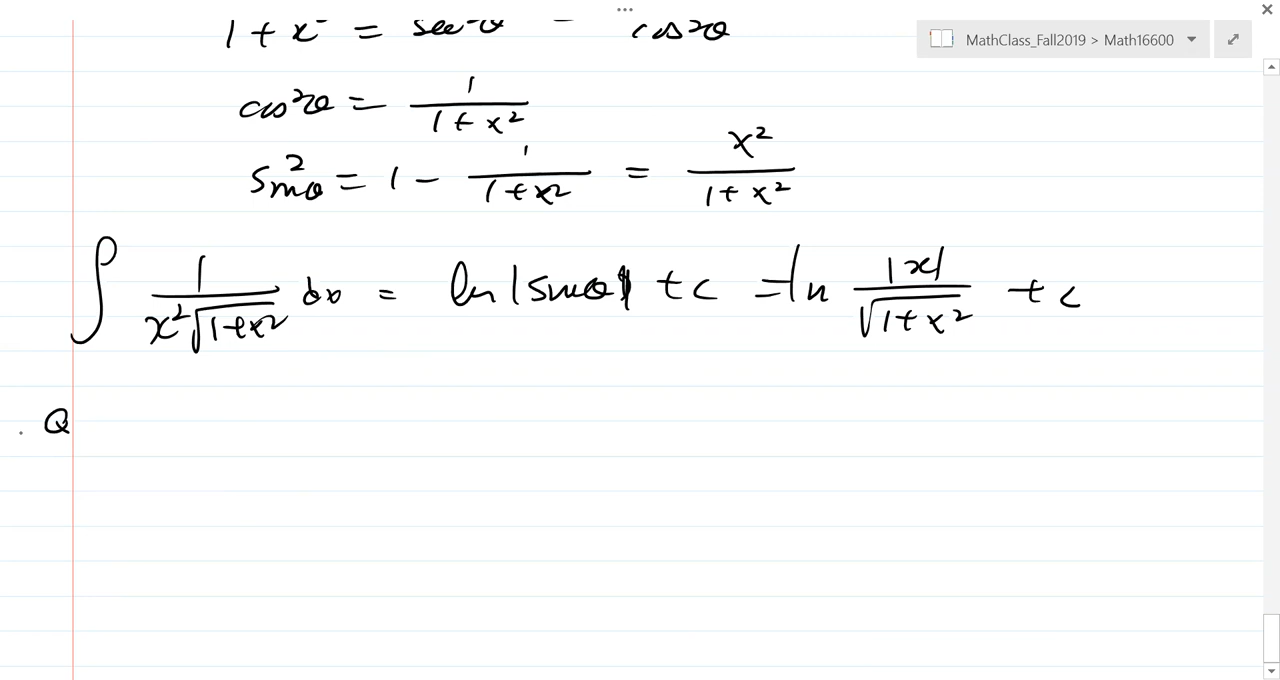 MathClass_Fall2019 > Math16600
1 + x² = sec²θ = cos²θ
cos²θ = 1/(1 + x²)
sin²θ = 1 - 1/(1 + x²) = x²/(1 + x²)
∫ 1/(x²√(1+x²)) dx = ln |sinθ| + c = ln |x|/√(1+x²) + c
Q